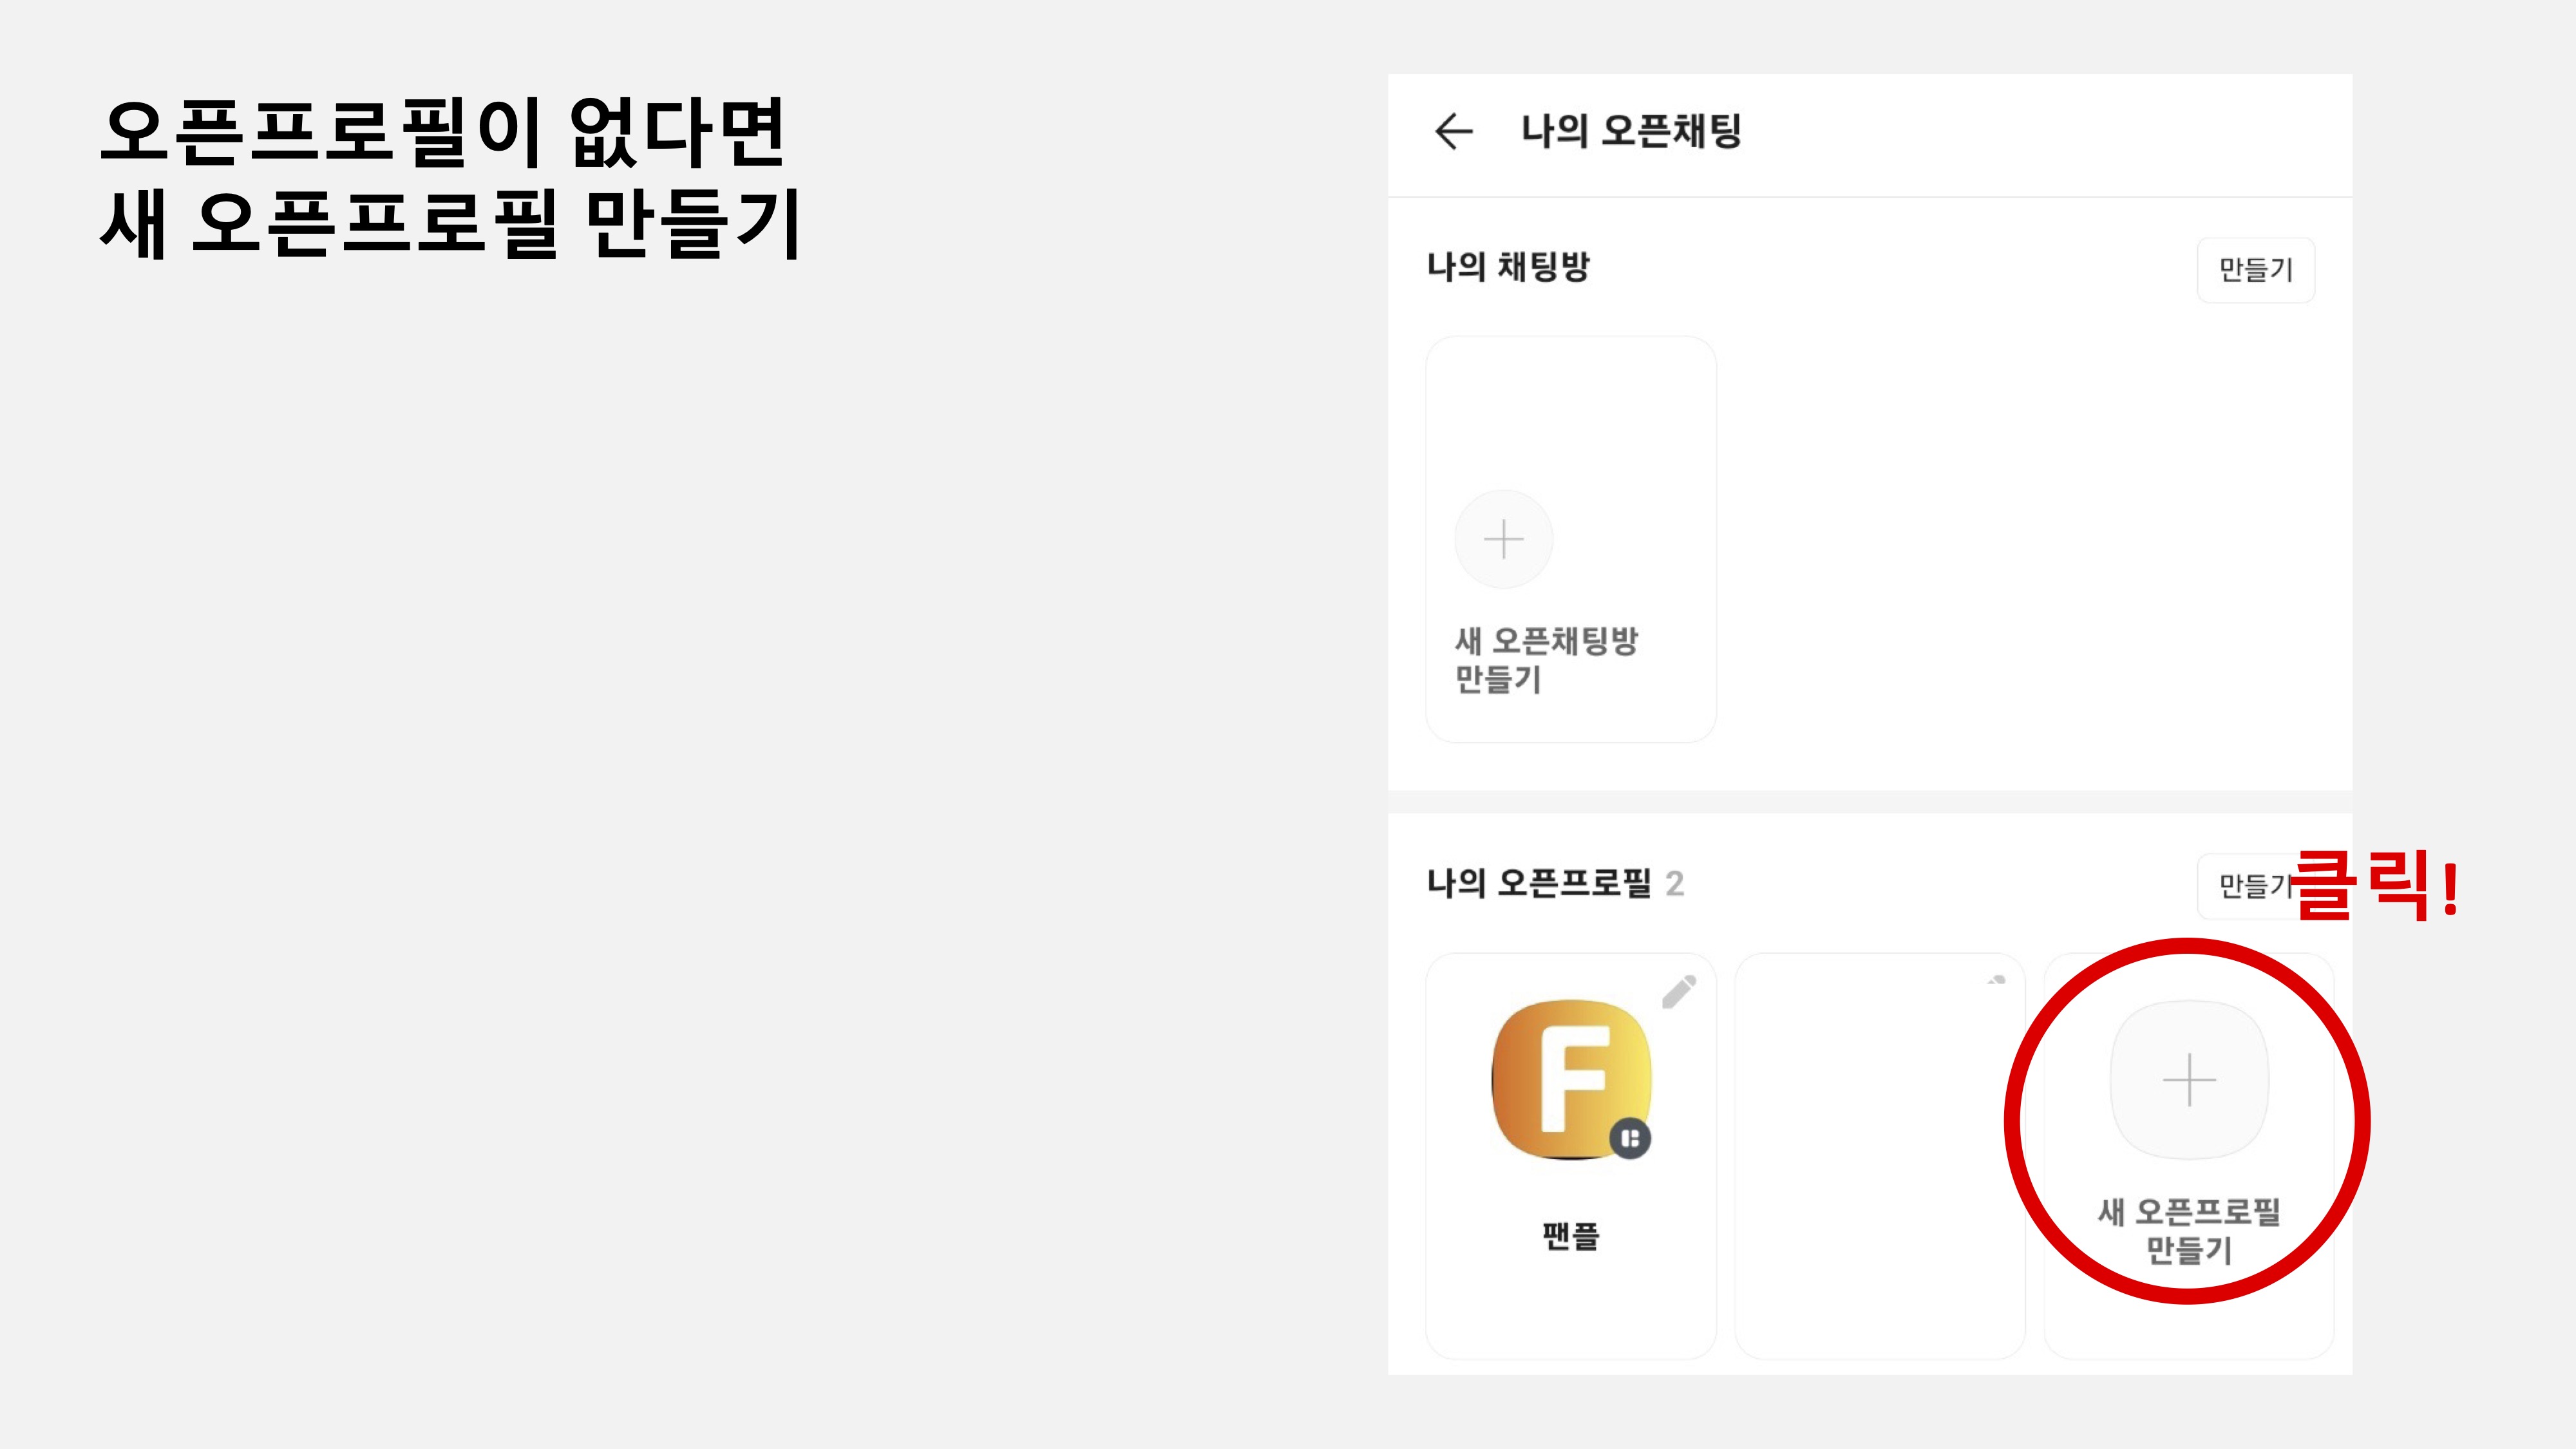 오픈프로필이 없다면
새 오픈프로필 만들기
나의 오픈채팅
나의 채팅방
만들기
새 오픈채팅방
만들기
나의 오픈프로필 2
만들기
클릭!
F
팬플
새 오픈프로필
만들기